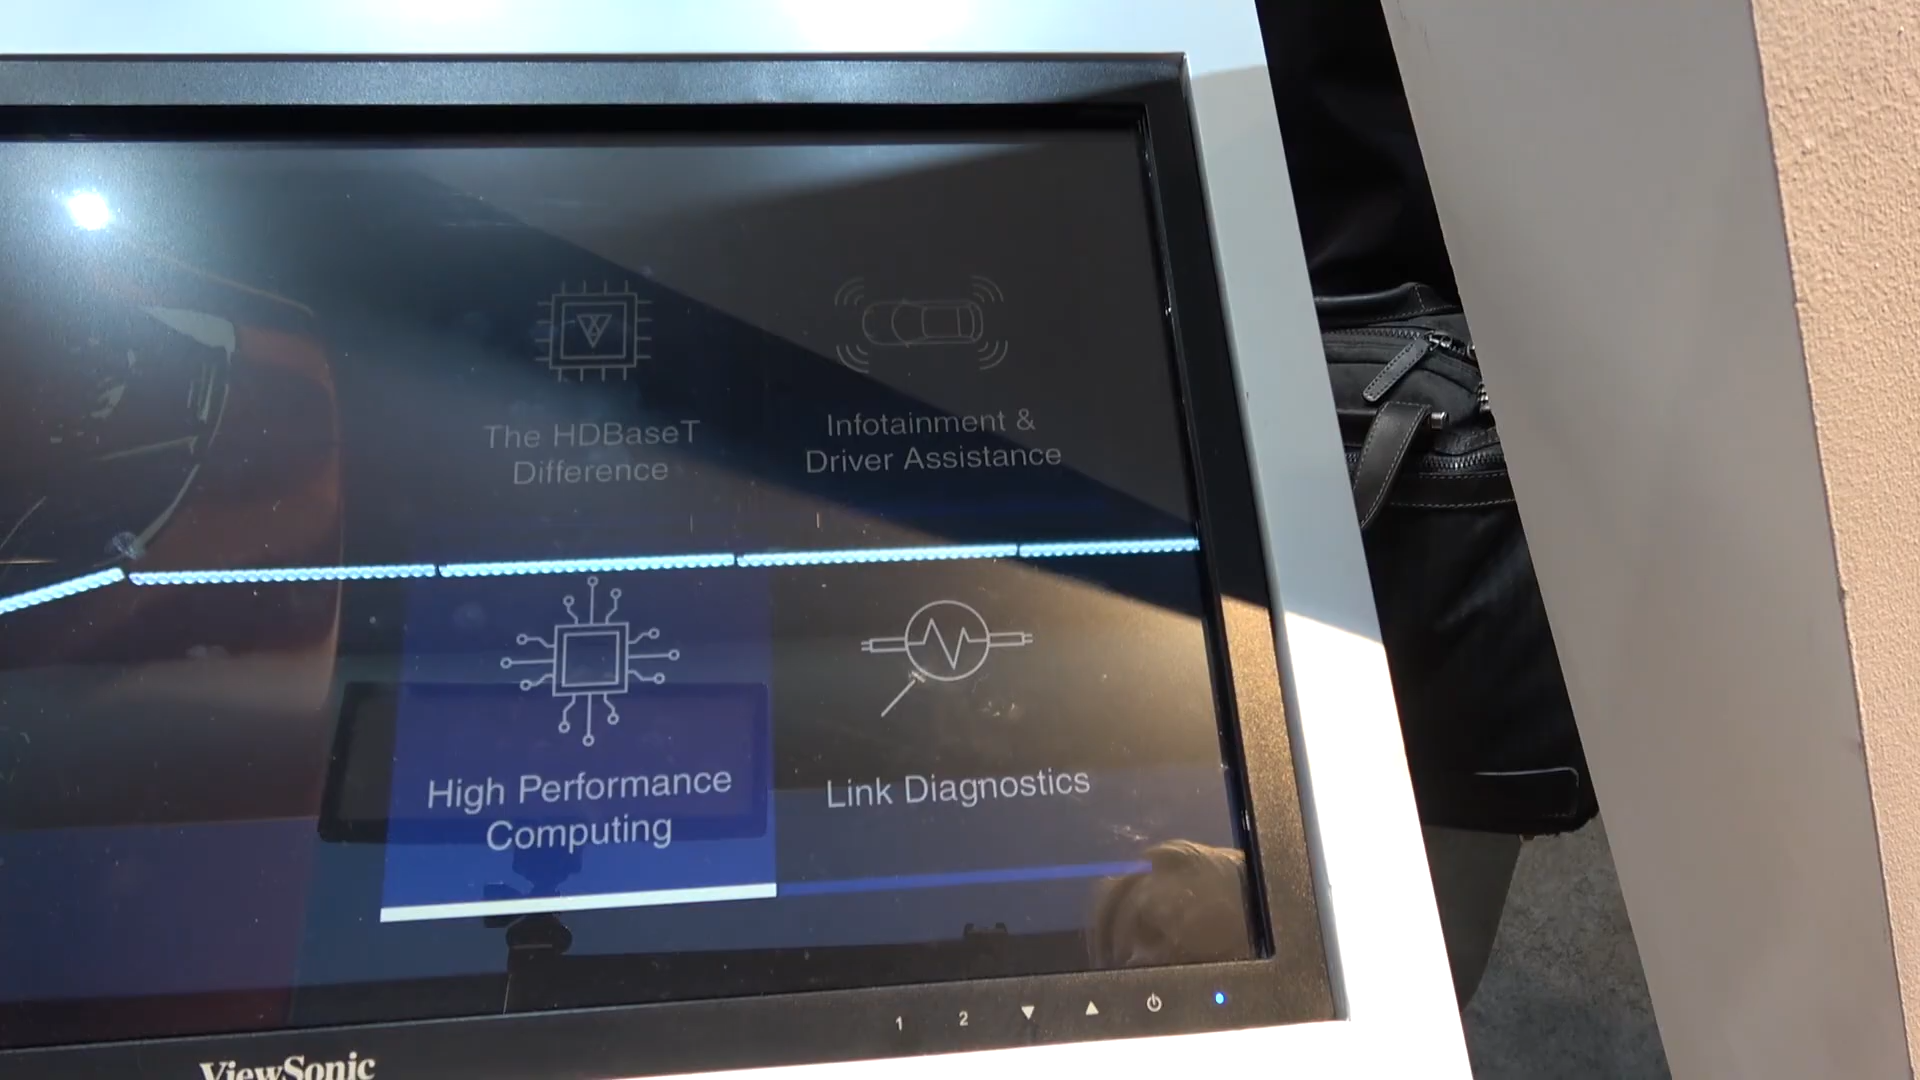 The HDBaseT
Difference
Infotainment &
Driver Assistance
High Performance
Computing
Link Diagnostics
1 2
ViewSonic